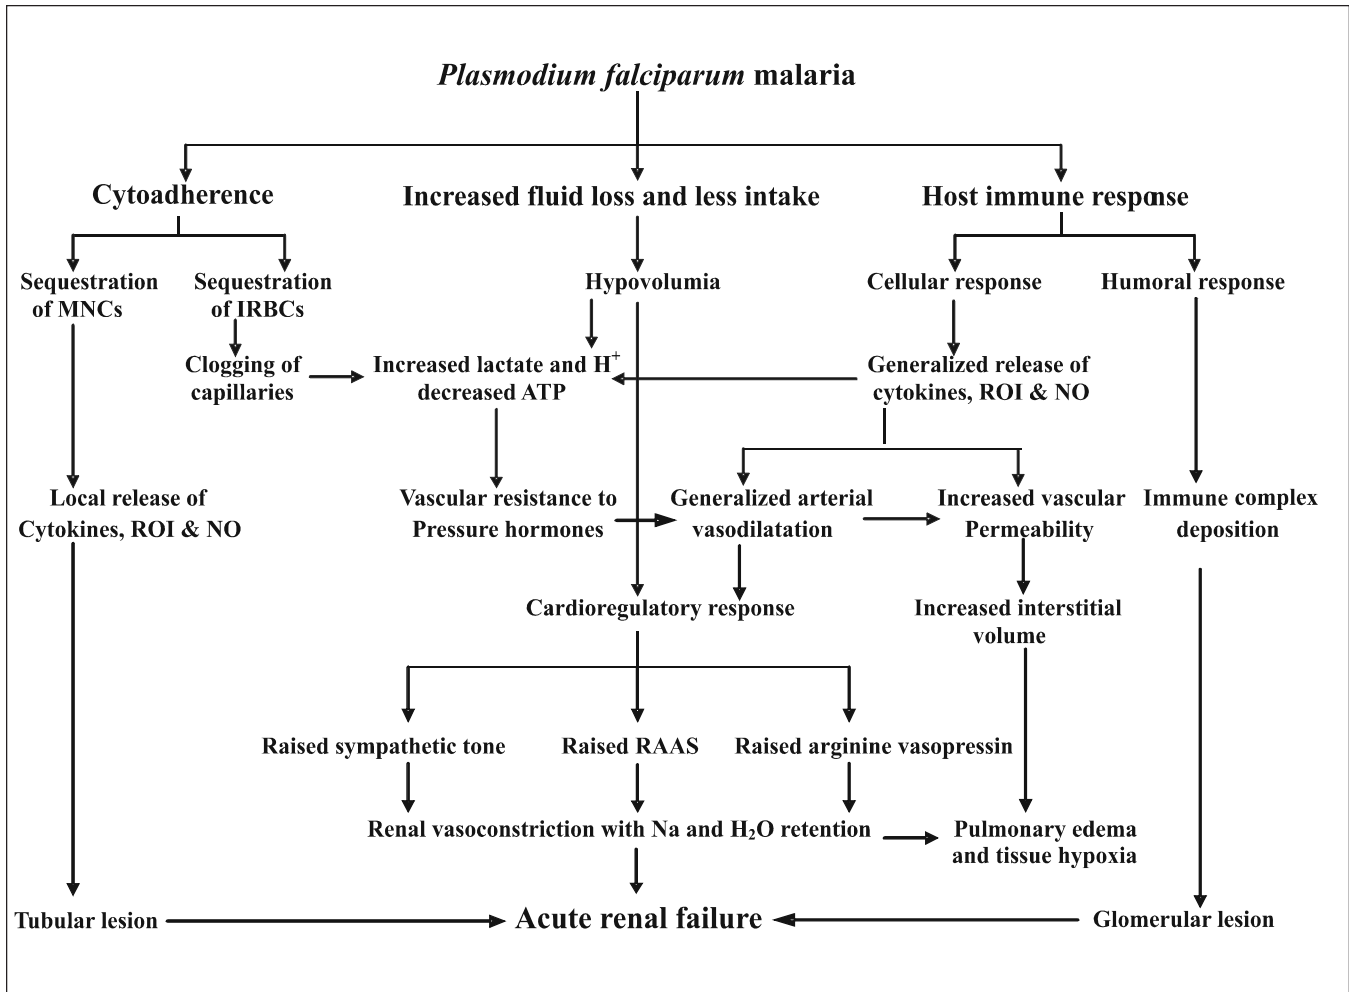 Plasmodium falciparum malaria
Cytoadherence
Increased fluid loss and less intake
Host immune response
Sequestration
of MNCs
Sequestration
of IRBCs
Hypovolumia
Cellular response
Humoral response
Clogging of
capillaries
Increased lactate and H⁺
decreased ATP
Generalized release of
cytokines, ROI & NO
Local release of
Cytokines, ROI & NO
Vascular resistance to
Pressure hormones
Generalized arterial
vasodilatation
Increased vascular
Permeability
Immune complex
deposition
Cardioregulatory response
Increased interstitial
volume
Raised sympathetic tone
Raised RAAS
Raised arginine vasopressin
Renal vasoconstriction with Na and H₂O retention
Pulmonary edema
and tissue hypoxia
Tubular lesion
Acute renal failure
Glomerular lesion